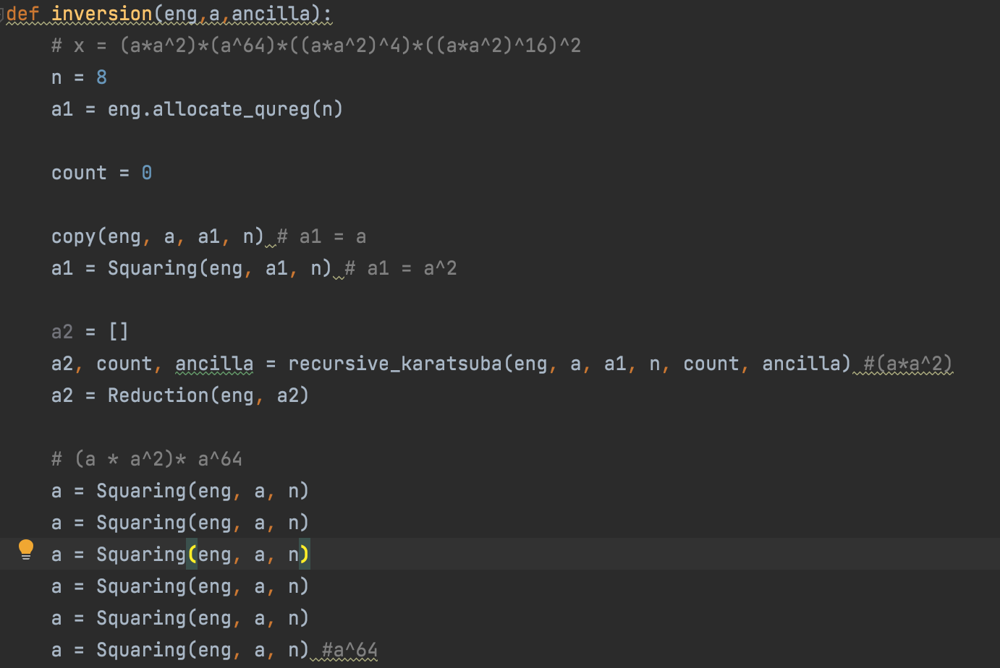 def inversion(eng,a,ancilla):
# x = (a*a^2)*(a^64)*((a*a^2)^4)*((a*a^2)^16)^2
n = 8
a1 = eng.allocate_qureg(n)
count = 0
copy(eng, a, a1, n) # a1 = a
a1 = Squaring(eng, a1, n) # a1 = a^2
a2 = []
a2, count, ancilla = recursive_karatsuba(eng, a, a1, n, count, ancilla) #(a*a^2)
a2 = Reduction(eng, a2)
# (a * a^2)* a^64
a = Squaring(eng, a, n)
a = Squaring(eng, a, n)
a = Squaring(eng, a, n)
a = Squaring(eng, a, n)
a = Squaring(eng, a, n)
a = Squaring(eng, a, n) #a^64